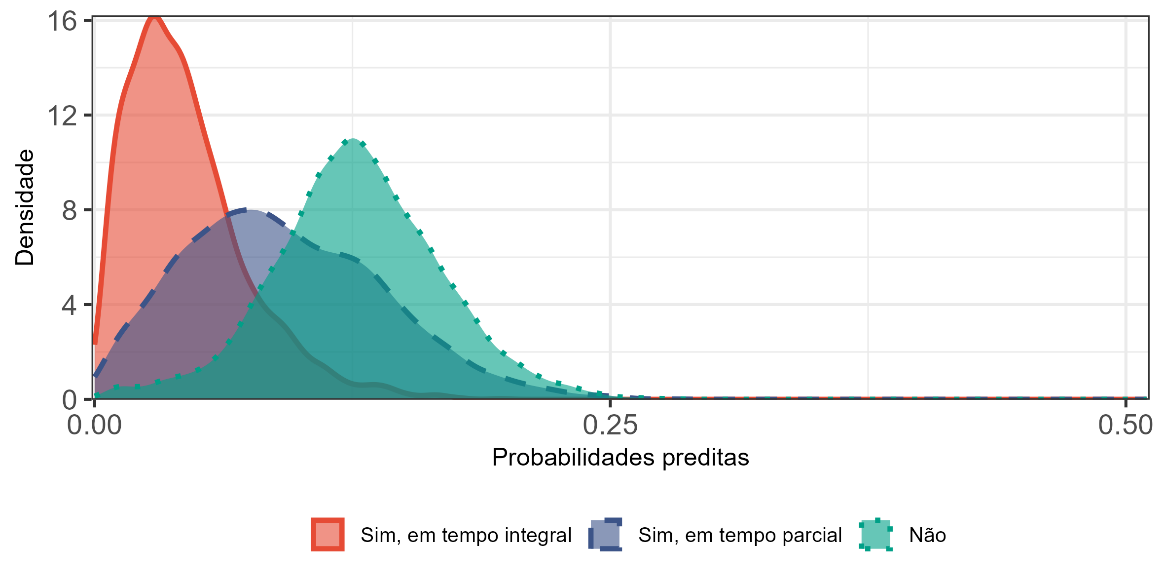 16
12
8
4
0
Densidade
0.00 0.25 0.50
Probabilidades preditas
Sim, em tempo integral Sim, em tempo parcial Não